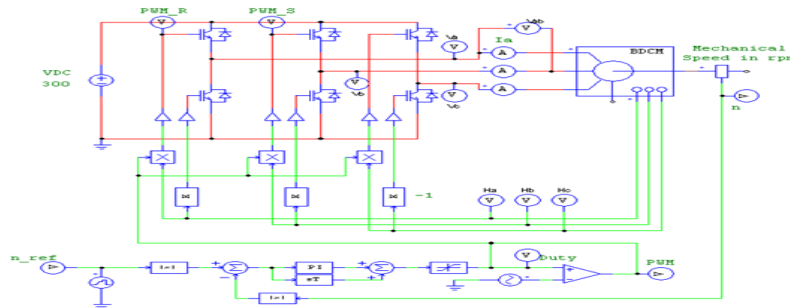 PWM_R
PWM_S
Va
Vab
Ia
BDCM
Mechanical
Speed in rpm
VDC
300
A
A
A
Vb
Vc
n
-1
Ha
Hb
Hc
n_ref
PI
Duty
PWM